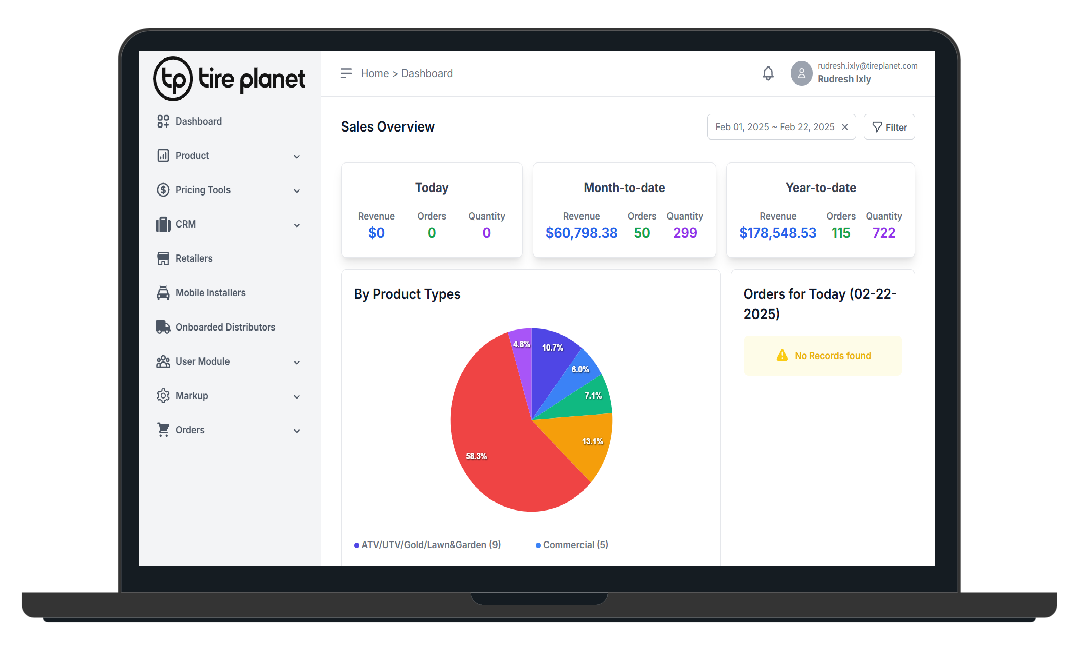 tp tire planet
Home > Dashboard
rudresh.lxly@tireplanet.com
Rudresh lxly
Dashboard
Product
Pricing Tools
CRM
Retailers
Mobile Installers
Onboarded Distributors
User Module
Markup
Orders
Sales Overview
Feb 01, 2025 ~ Feb 22, 2025 ×
Filter
Today
Revenue Orders Quantity
$0 0 0
Month-to-date
Revenue Orders Quantity
$60,798.38 50 299
Year-to-date
Revenue Orders Quantity
$178,548.53 115 722
By Product Types
4.8%
10.7%
6.0%
7.1%
13.1%
58.3%
ATV/UTV/Gold/Lawn&Garden (9)
Commercial (5)
Orders for Today (02-22-
2025)
No Records found